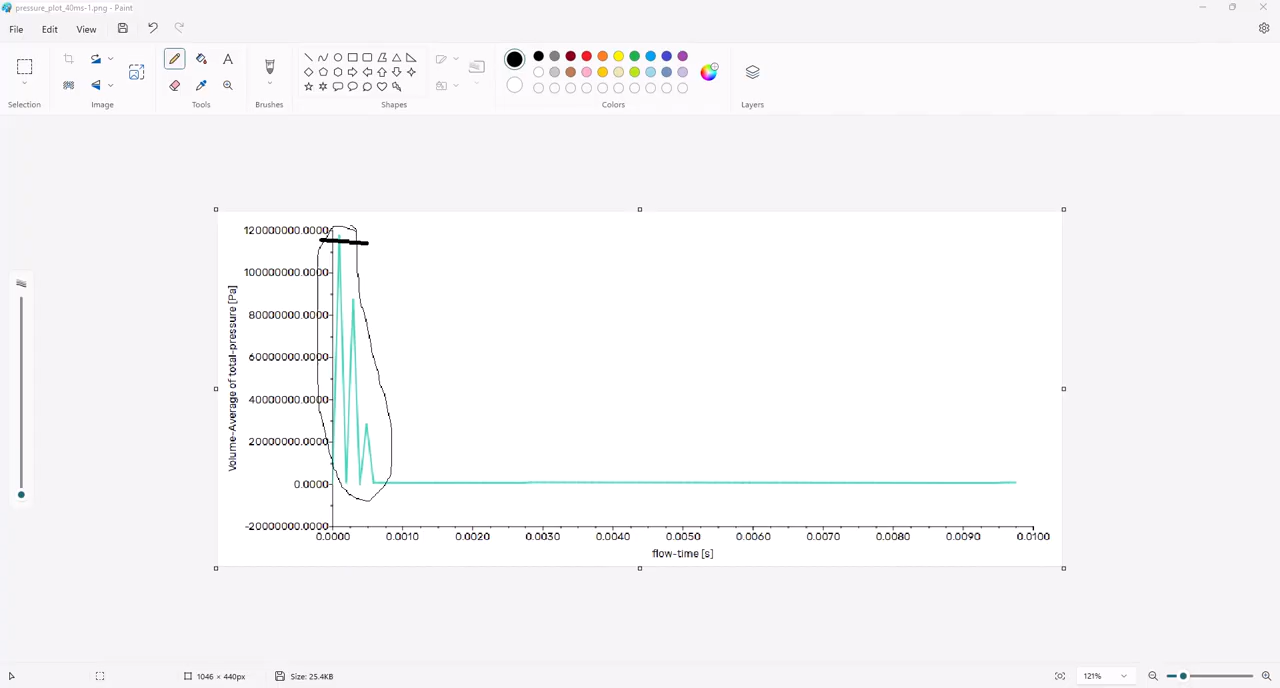 pressure_plot_40ms-1.png - Paint
File Edit View
Selection Image Tools Brushes Shapes Colors Layers
A
120000000.0000
100000000.0000
80000000.0000
60000000.0000
40000000.0000
20000000.0000
0.0000
-20000000.0000
Volume-Average of total-pressure [Pa]
0.0000 0.0010 0.0020 0.0030 0.0040 0.0050 0.0060 0.0070 0.0080 0.0090 0.0100
flow-time [s]
1046 × 440px Size: 25.4KB 121%